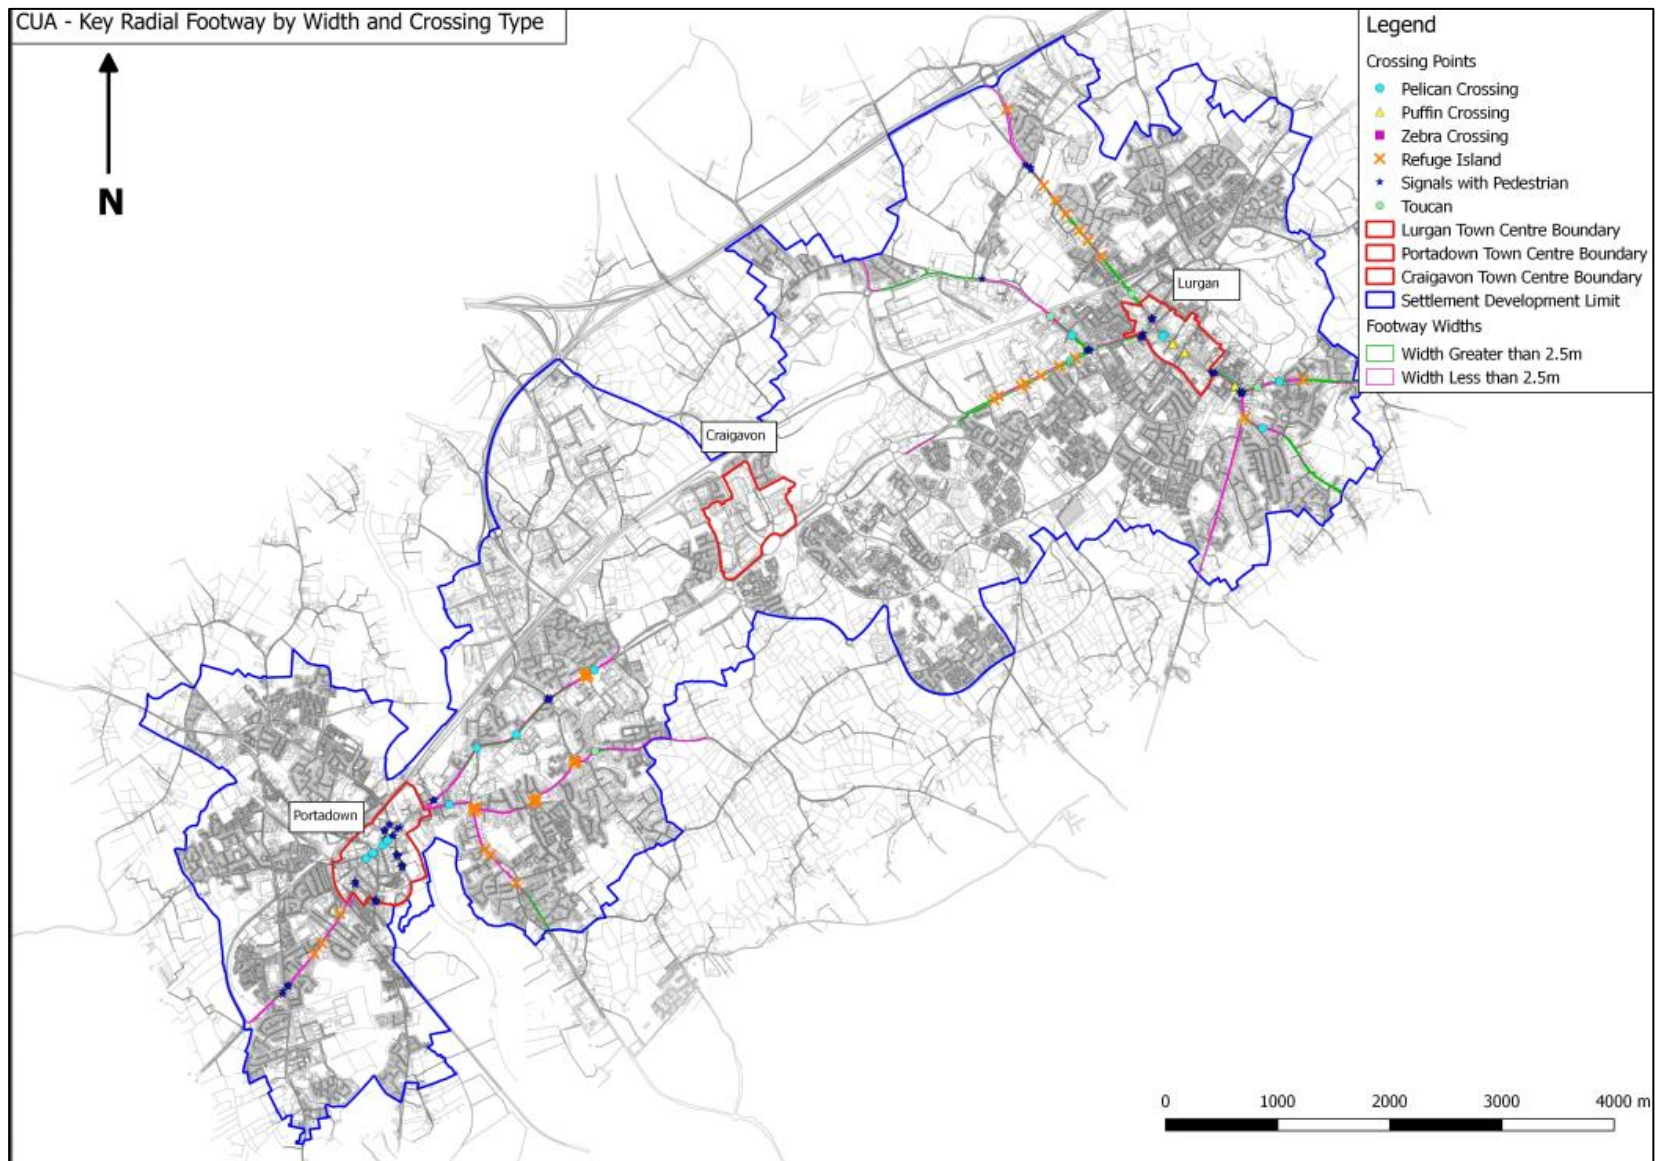 CUA - Key Radial Footway by Width and Crossing Type
N
Legend
Crossing Points
Pelican Crossing
Puffin Crossing
Zebra Crossing
Refuge Island
Signals with Pedestrian
Toucan
Lurgan Town Centre Boundary
Portadown Town Centre Boundary
Craigavon Town Centre Boundary
Settlement Development Limit
Footway Widths
Width Greater than 2.5m
Width Less than 2.5m
Lurgan
Craigavon
Portadown
0 1000 2000 3000 4000 m